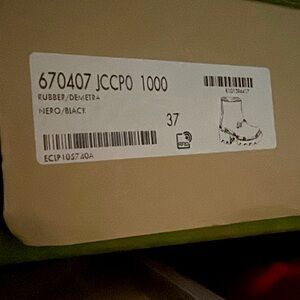 670407 JCCP0 1000
RUBBER/DEMETRA
NERO/BLACK
37